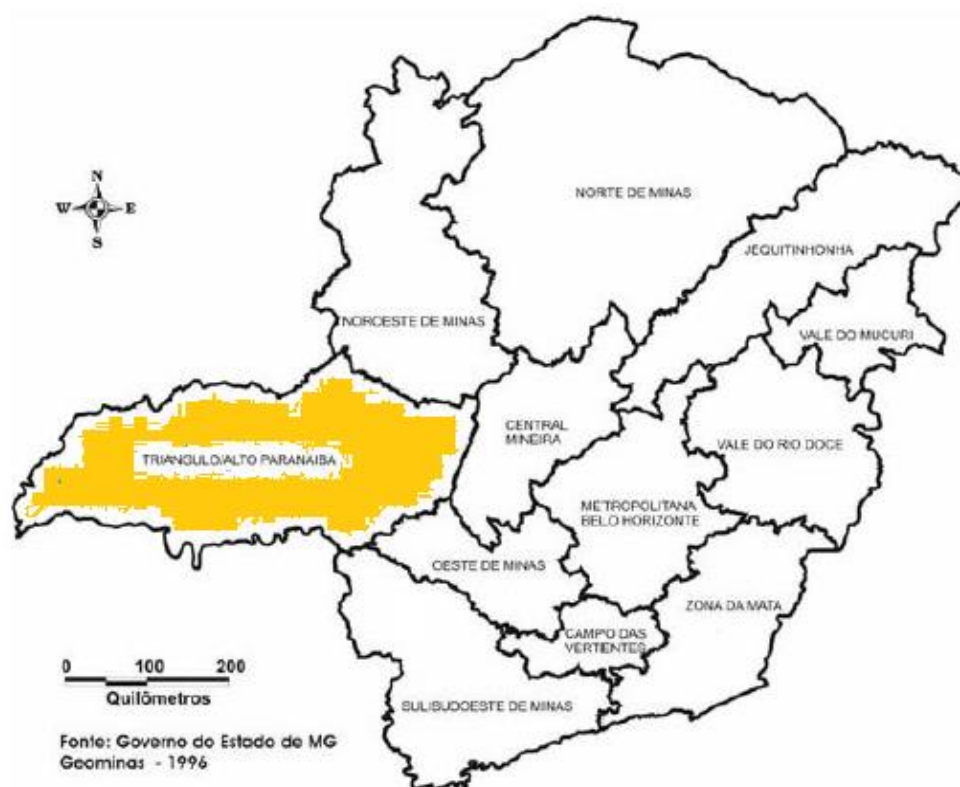 N
W E
S
NORTE DE MINAS
JEQUITINHONHA
NOROESTE DE MINAS
VALE DO MUCURI
CENTRAL
MINEIRA
VALE DO RIO DOCE
TRIANGULO/ALTO PARANAIBA
METROPOLITANA
BELO HORIZONTE
OESTE DE MINAS
ZONA DA MATA
CAMPO DAS
VERTIENTES
SUL/SUDOESTE DE MINAS
0 100 200
Quilômetros
Fonte: Governo do Estado de MG
Geominas - 1996